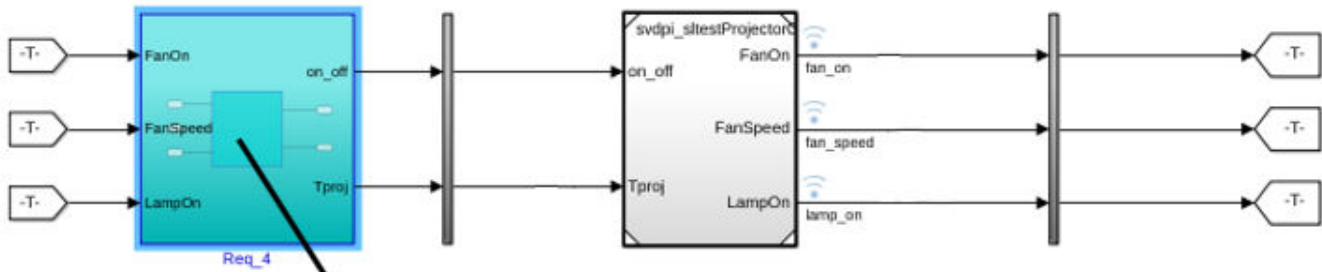 svdpi_sltestProjectorC
-T-
FanOn
on_off
on_off
FanOn
fan_on
-T-
-T-
FanSpeed
FanSpeed
fan_speed
-T-
-T-
LampOn
Tproj
Tproj
LampOn
lamp_on
-T-
Req_4